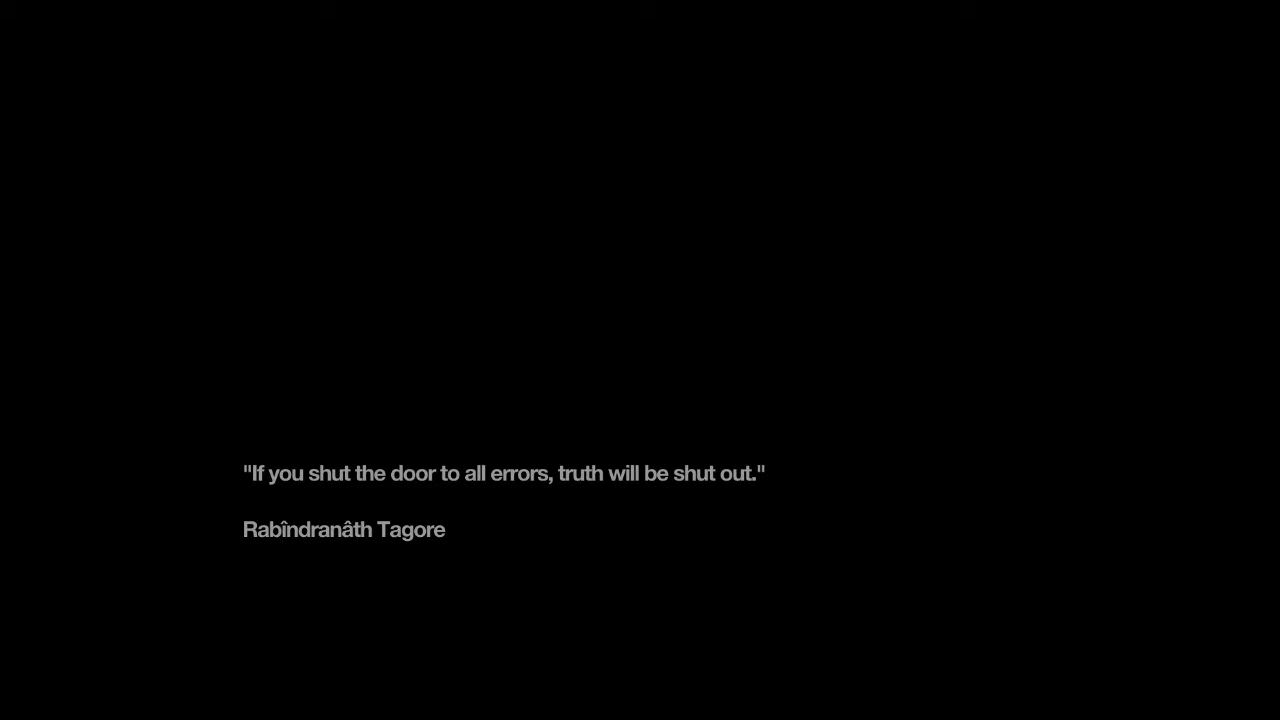 "If you shut the door to all errors, truth will be shut out."
Rabîndranâth Tagore